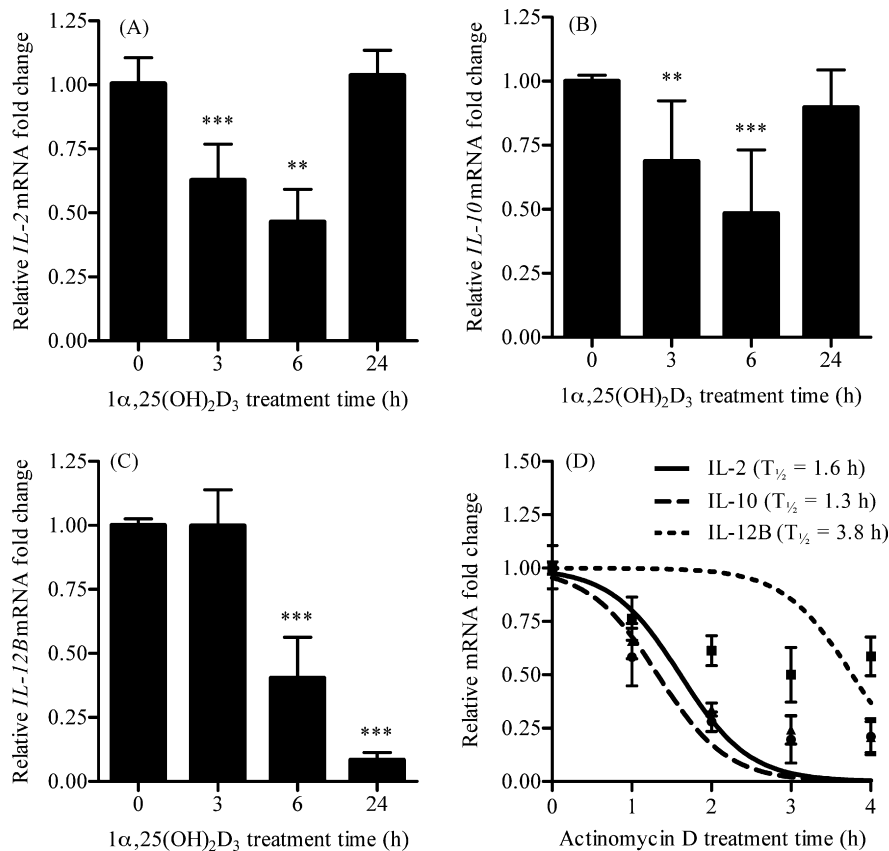 (A)
Relative IL-2 mRNA fold change
1.25
1.00
0.75
0.50
0.25
0.00
***
**
0 3 6 24
1α,25(OH)₂D₃ treatment time (h)
(B)
Relative IL-10 mRNA fold change
1.25
1.00
0.75
0.50
0.25
0.00
**
***
0 3 6 24
1α,25(OH)₂D₃ treatment time (h)
(C)
Relative IL-12B mRNA fold change
1.25
1.00
0.75
0.50
0.25
0.00
***
***
0 3 6 24
1α,25(OH)₂D₃ treatment time (h)
(D)
IL-2 (T½ = 1.6 h)
IL-10 (T½ = 1.3 h)
IL-12B (T½ = 3.8 h)
Relative mRNA fold change
1.50
1.25
1.00
0.75
0.50
0.25
0.00
0 1 2 3 4
Actinomycin D treatment time (h)